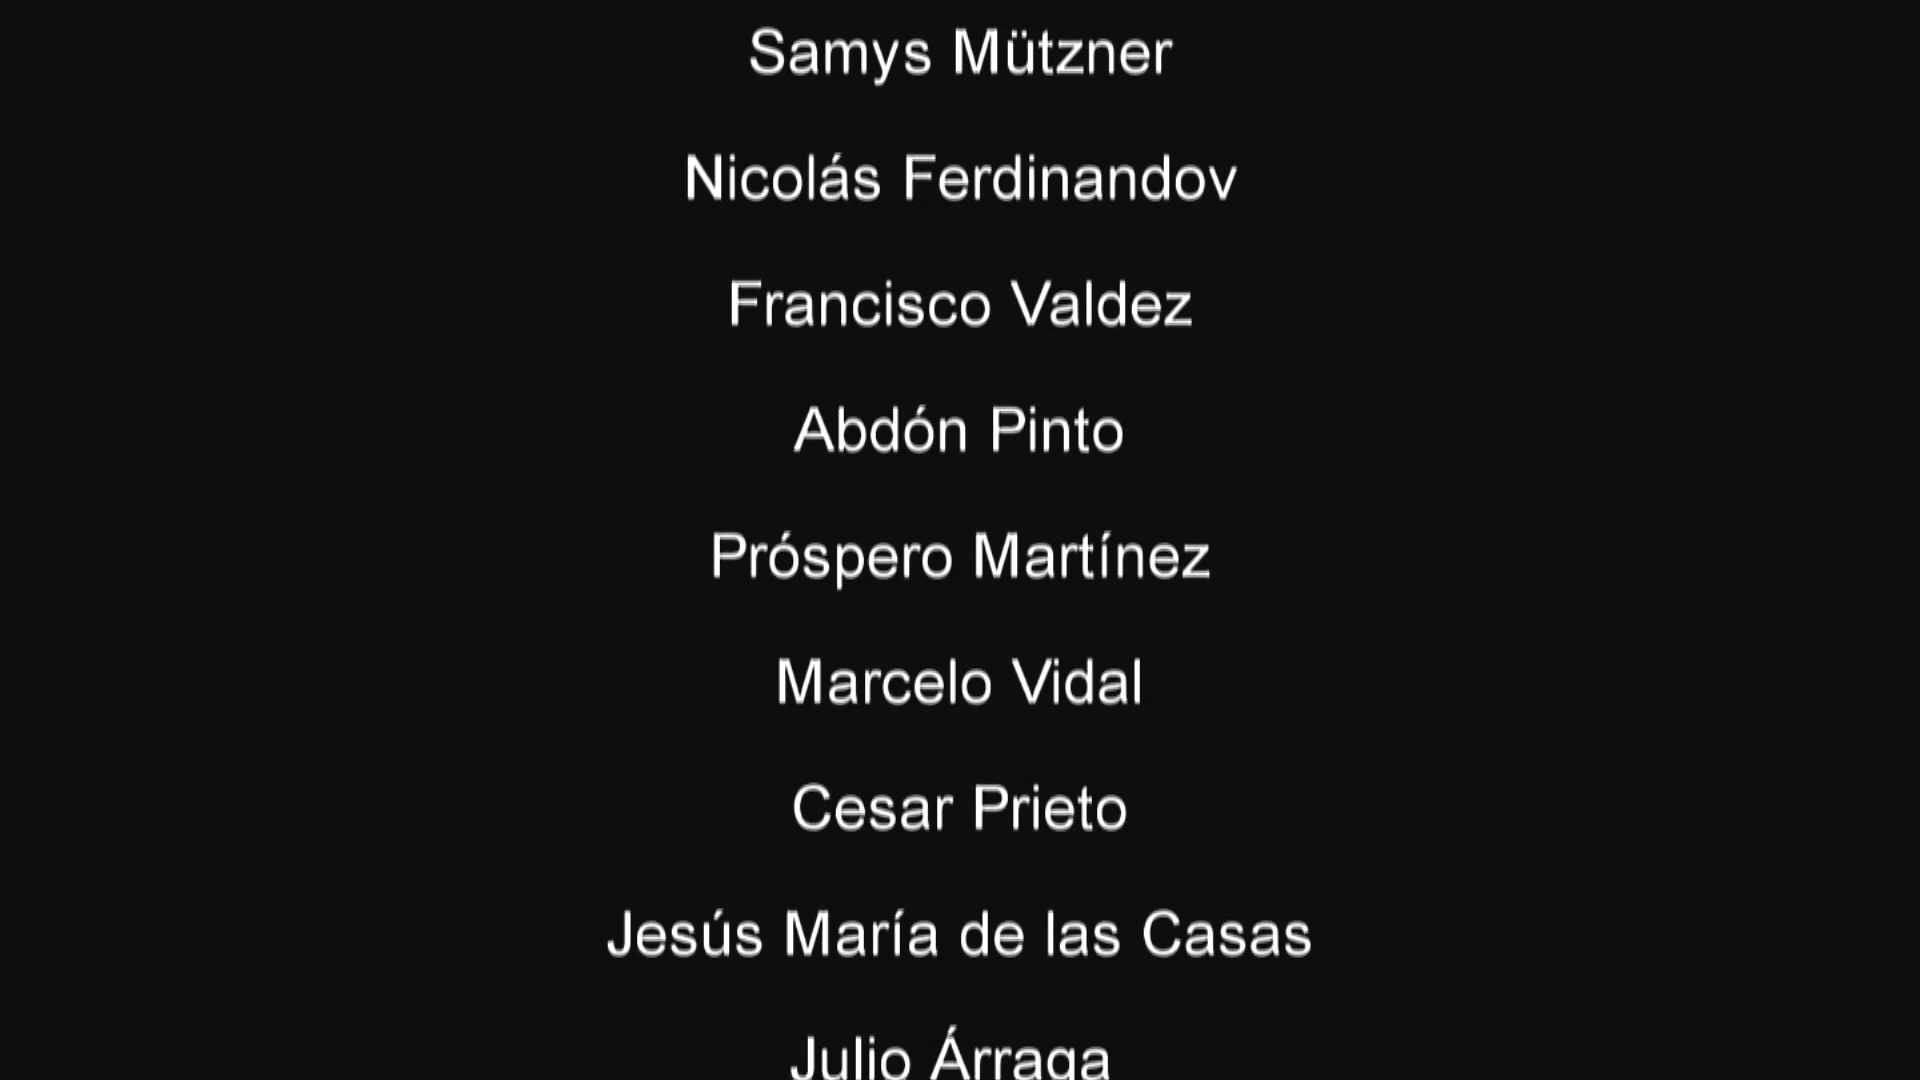 Samys Mützner
Nicolás Ferdinandov
Francisco Valdez
Abdón Pinto
Próspero Martínez
Marcelo Vidal
Cesar Prieto
Jesús María de las Casas
Julio Árraga